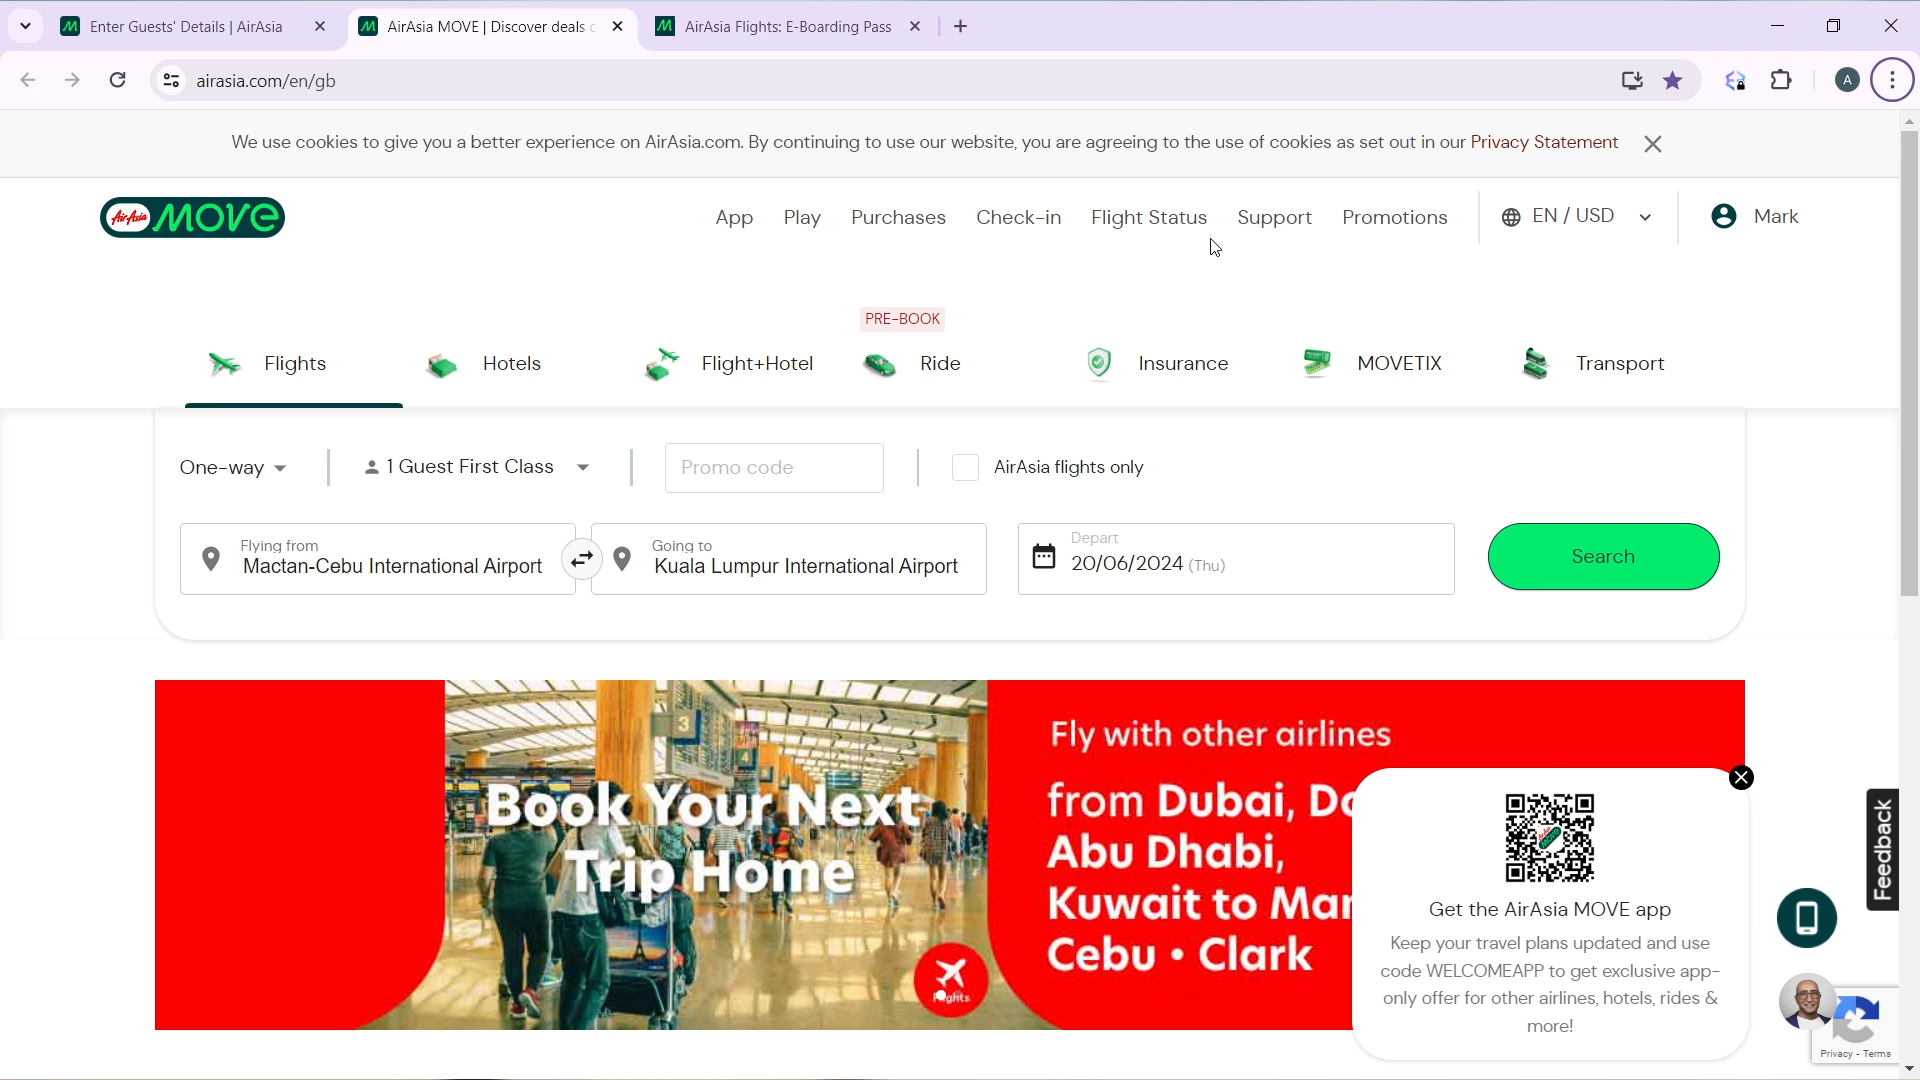 Enter Guests' Details | AirAsia
AirAsia MOVE | Discover deals
AirAsia Flights: E-Boarding Pass
airasia.com/en/gb
A
We use cookies to give you a better experience on AirAsia.com. By continuing to use our website, you are agreeing to the use of cookies as set out in our Privacy Statement
AirAsia MOVE
App
Play
Purchases
Check-in
Flight Status
Support
Promotions
EN / USD
Mark
PRE-BOOK
Flights
Hotels
Flight+Hotel
Ride
Insurance
MOVETIX
Transport
One-way
1 Guest First Class
Promo code
AirAsia flights only
Flying from
Mactan-Cebu International Airport
Going to
Kuala Lumpur International Airport
Depart
20/06/2024 (Thu)
Search
3
Book Your Next
Trip Home
Flights
Fly with other airlines
from Dubai, Do
Abu Dhabi,
Kuwait to Mar
Cebu • Clark
Get the AirAsia MOVE app
Keep your travel plans updated and use
code WELCOMEAPP to get exclusive app-
only offer for other airlines, hotels, rides &
more!
Feedback
Privacy - Terms